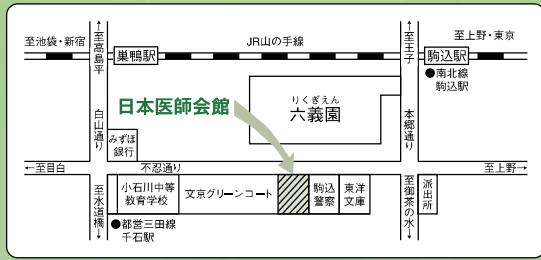 至池袋・新宿
←至高島平
巣鴨駅
JR山の手線
至王子→
至上野・東京
駒込駅
●南北線
駒込駅
日本医師会館
りくぎえん
六義園
白山通り
みずほ
銀行
本郷通り
←至目白
不忍通り
至上野→
至水道橋→
小石川中等
教育学校
文京グリーンコート
駒込
警察
東洋
文庫
至御茶の水→
派出所
●都営三田線
千石駅